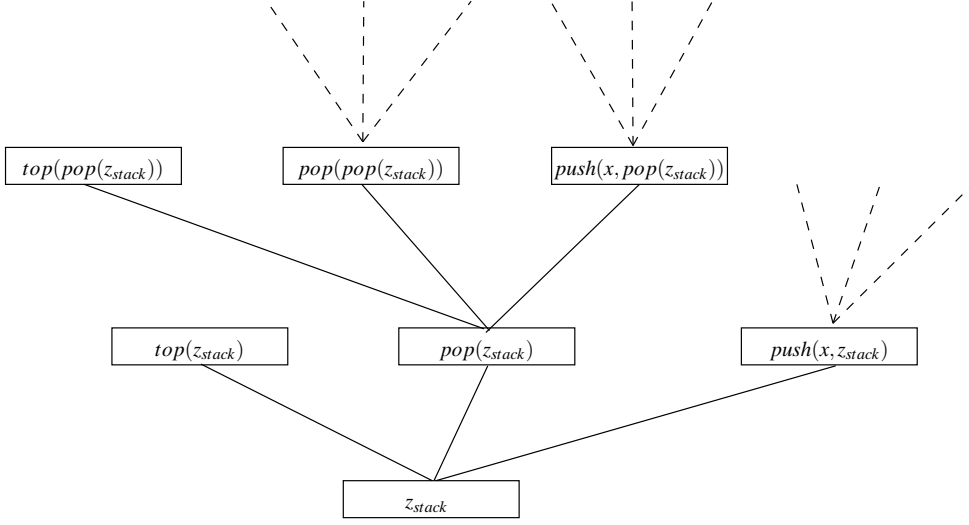 top(pop(z_stack))
pop(pop(z_stack))
push(x, pop(z_stack))
top(z_stack)
pop(z_stack)
push(x, z_stack)
z_stack